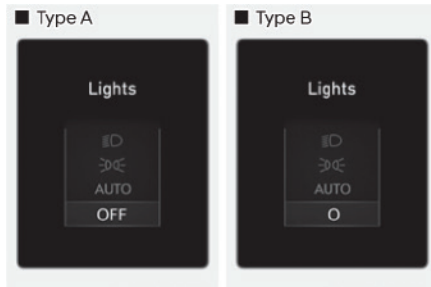 ■ Type A
■ Type B
Lights
AUTO
OFF
Lights
AUTO
O